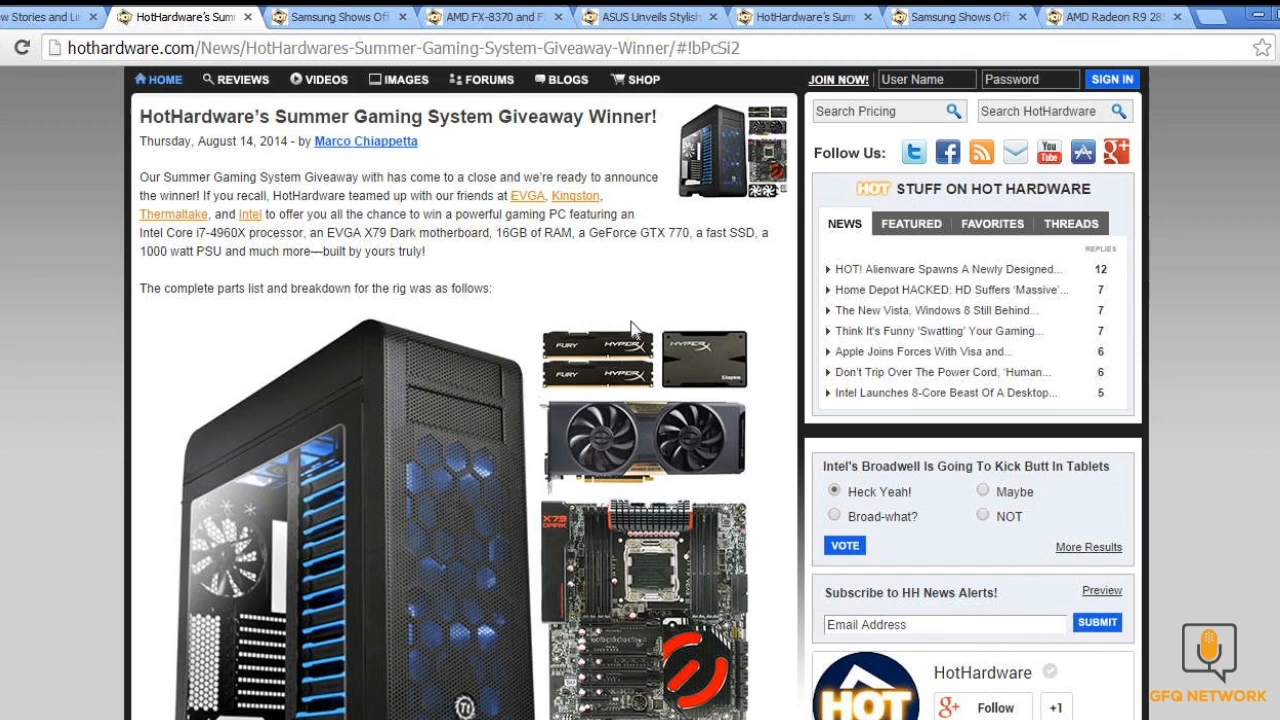 w Stories and Li
HotHardware's Sum
Samsung Shows Off
AMD FX-8370 and F
ASUS Unveils Stylish
HotHardware's Sum
Samsung Shows Off
AMD Radeon R9 285
hothardware.com/News/HotHardwares-Summer-Gaming-System-Giveaway-Winner/#!bPcSi2
HOME REVIEWS VIDEOS IMAGES FORUMS BLOGS SHOP
JOIN NOW! User Name Password SIGN IN
HotHardware's Summer Gaming System Giveaway Winner!
Thursday, August 14, 2014 - by Marco Chiappetta
Our Summer Gaming System Giveaway with has come to a close and we're ready to announce
the winner! If you recall, HotHardware teamed up with our friends at EVGA, Kingston,
Thermaltake, and Intel to offer you all the chance to win a powerful gaming PC featuring an
Intel Core i7-4960X processor, an EVGA X79 Dark motherboard, 16GB of RAM, a GeForce GTX 770, a fast SSD, a
1000 watt PSU and much more—built by yours truly!
The complete parts list and breakdown for the rig was as follows:
FURY HYPERX
FURY HYPERX
HYPERX
Kingston
X79
DARK
Search Pricing
Search HotHardware
Follow Us:
You
Tube
HOT STUFF ON HOT HARDWARE
NEWS FEATURED FAVORITES THREADS
REPLIES
HOT! Alienware Spawns A Newly Designed... 12
Home Depot HACKED: HD Suffers 'Massive'... 7
The New Vista, Windows 8 Still Behind... 7
Think It's Funny 'Swatting' Your Gaming... 7
Apple Joins Forces With Visa and... 6
Don't Trip Over The Power Cord, 'Human... 6
Intel Launches 8-Core Beast Of A Desktop... 5
Intel's Broadwell Is Going To Kick Butt In Tablets
Heck Yeah! Maybe
Broad-what? NOT
VOTE More Results
Subscribe to HH News Alerts! Preview
Email Address SUBMIT
HOT
HotHardware
g+ Follow +1
GFQ NETWORK